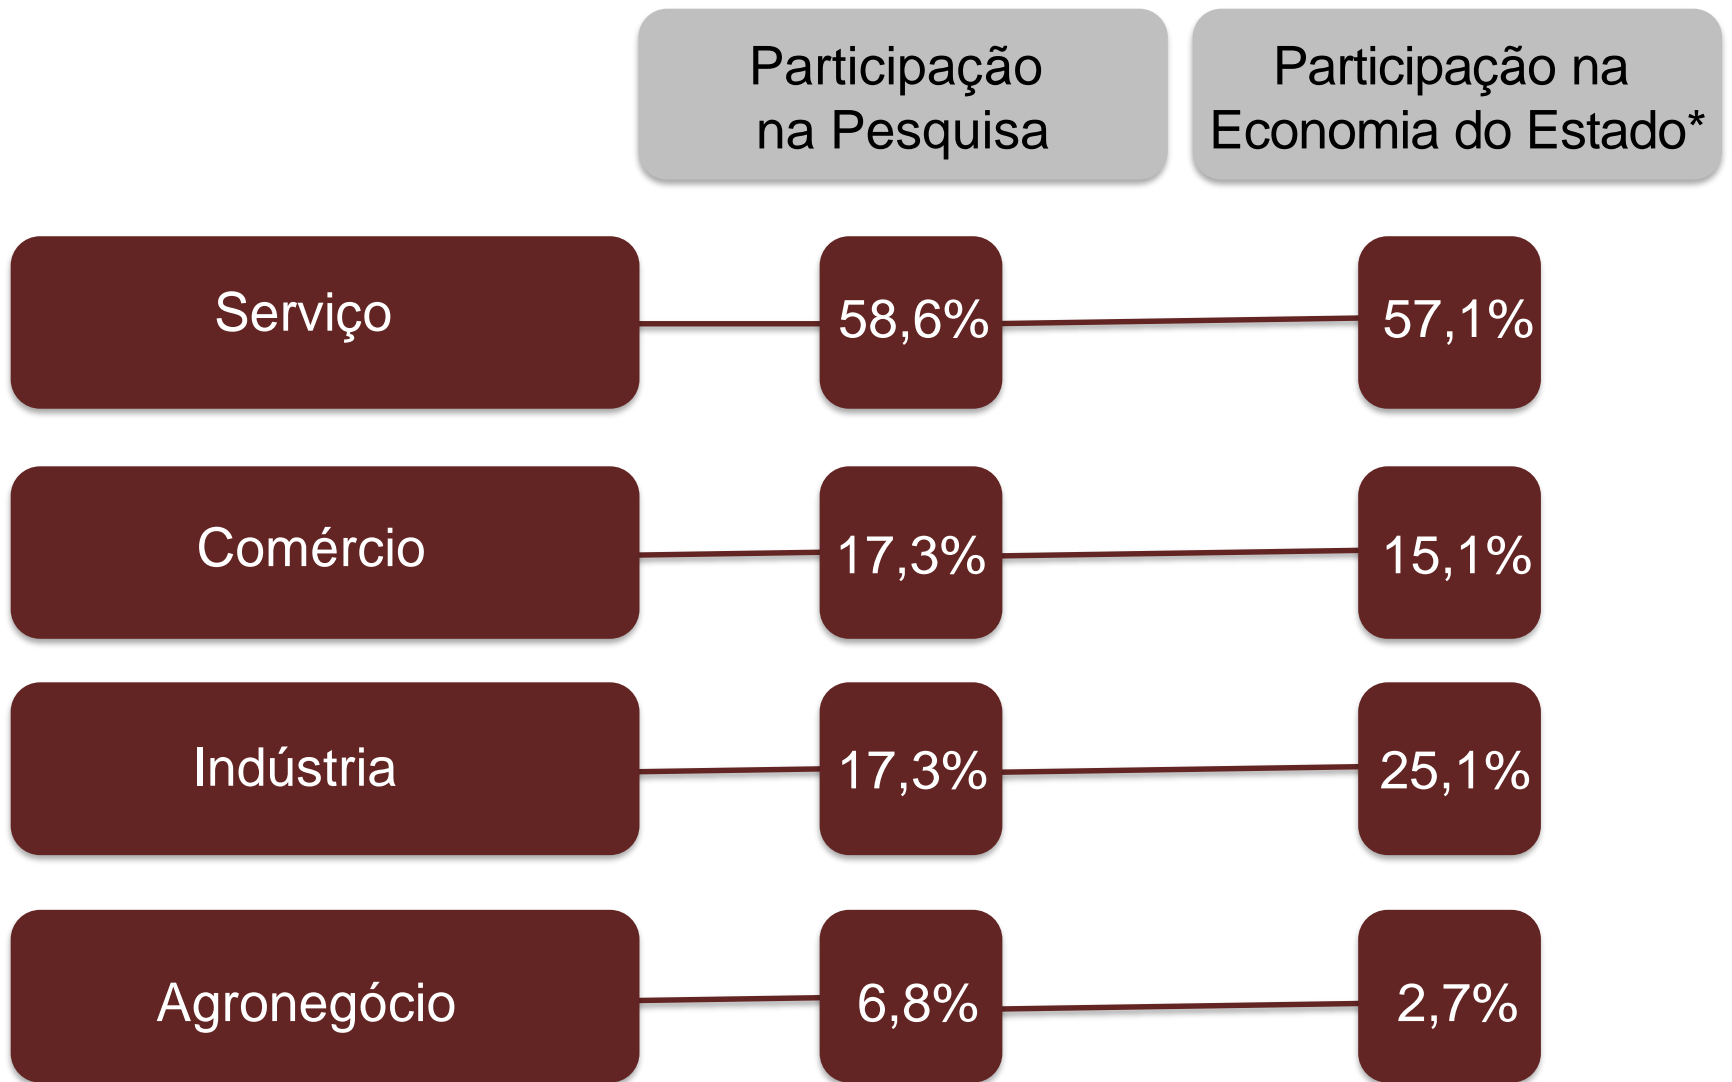 Participação
na Pesquisa
Participação na
Economia do Estado*
Serviço
58,6%
57,1%
Comércio
17,3%
15,1%
Indústria
17,3%
25,1%
Agronegócio
6,8%
2,7%